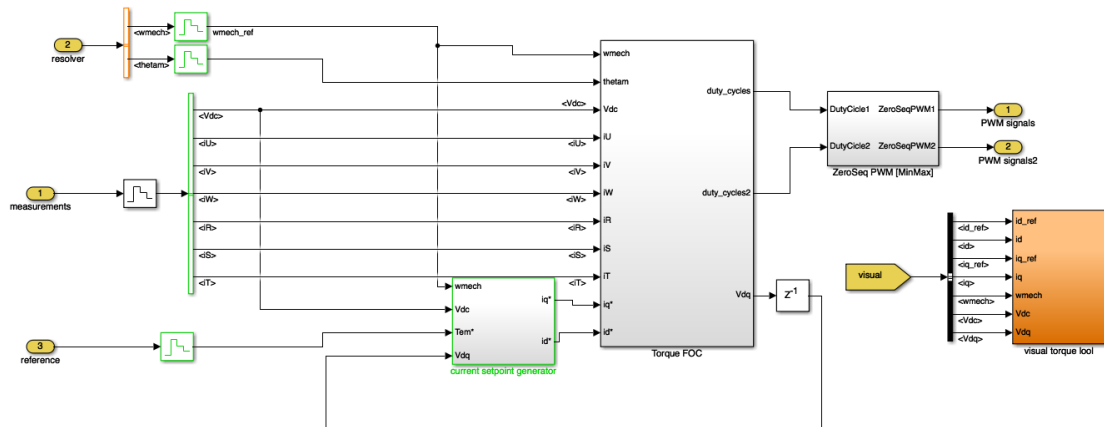 2
resolver
<wmech>
<thetam>
wmech_ref
1
measurements
<Vdc>
<iU>
<iV>
<iW>
<iR>
<iS>
<iT>
<Vdc>
<iU>
<iV>
<iW>
<iR>
<iS>
<iT>
3
reference
wmech
Vdc
Tem*
Vdq
iq*
id*
current setpoint generator
wmech
thetam
Vdc
iU
iV
iW
iR
iS
iT
iq*
id*
duty_cycles
duty_cycles2
Vdq
Torque FOC
z-1
DutyCicle1
DutyCicle2
ZeroSeqPWM1
ZeroSeqPWM2
ZeroSeq PWM [MinMax]
1
PWM signals
2
PWM signals2
visual
<id_ref>
<id>
<iq_ref>
<iq>
<wmech>
<Vdc>
<Vdq>
id_ref
id
iq_ref
iq
wmech
Vdc
Vdq
visual torque lool